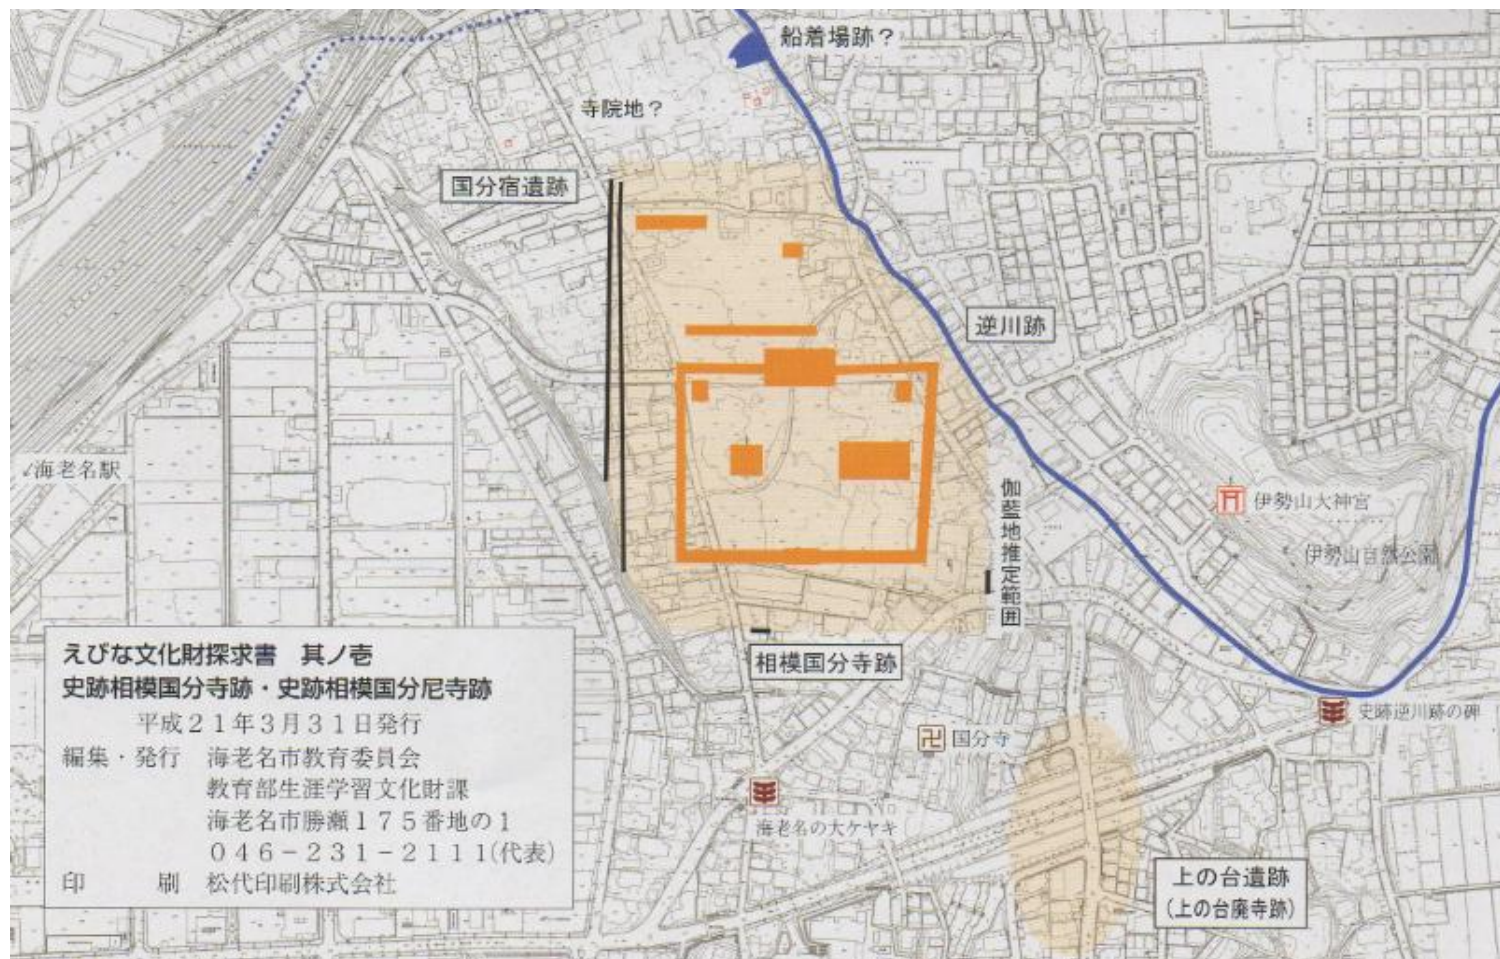 船着場跡？
寺院地？
国分宿遺跡
逆川跡
↙海老名駅
伽藍地推定範囲
伊勢山大神宮
伊勢山自然公園
相模国分寺跡
史跡逆川跡の碑
国分寺
海老名の大ケヤキ
上の台遺跡
(上の台廃寺跡)
えびな文化財探求書　其ノ壱
史跡相模国分寺跡・史跡相模国分尼寺跡
平成２１年３月３１日発行
編集・発行　海老名市教育委員会
教育部生涯学習文化財課
海老名市勝瀬１７５番地の１
０４６－２３１－２１１１(代表)
印　　　刷　松代印刷株式会社